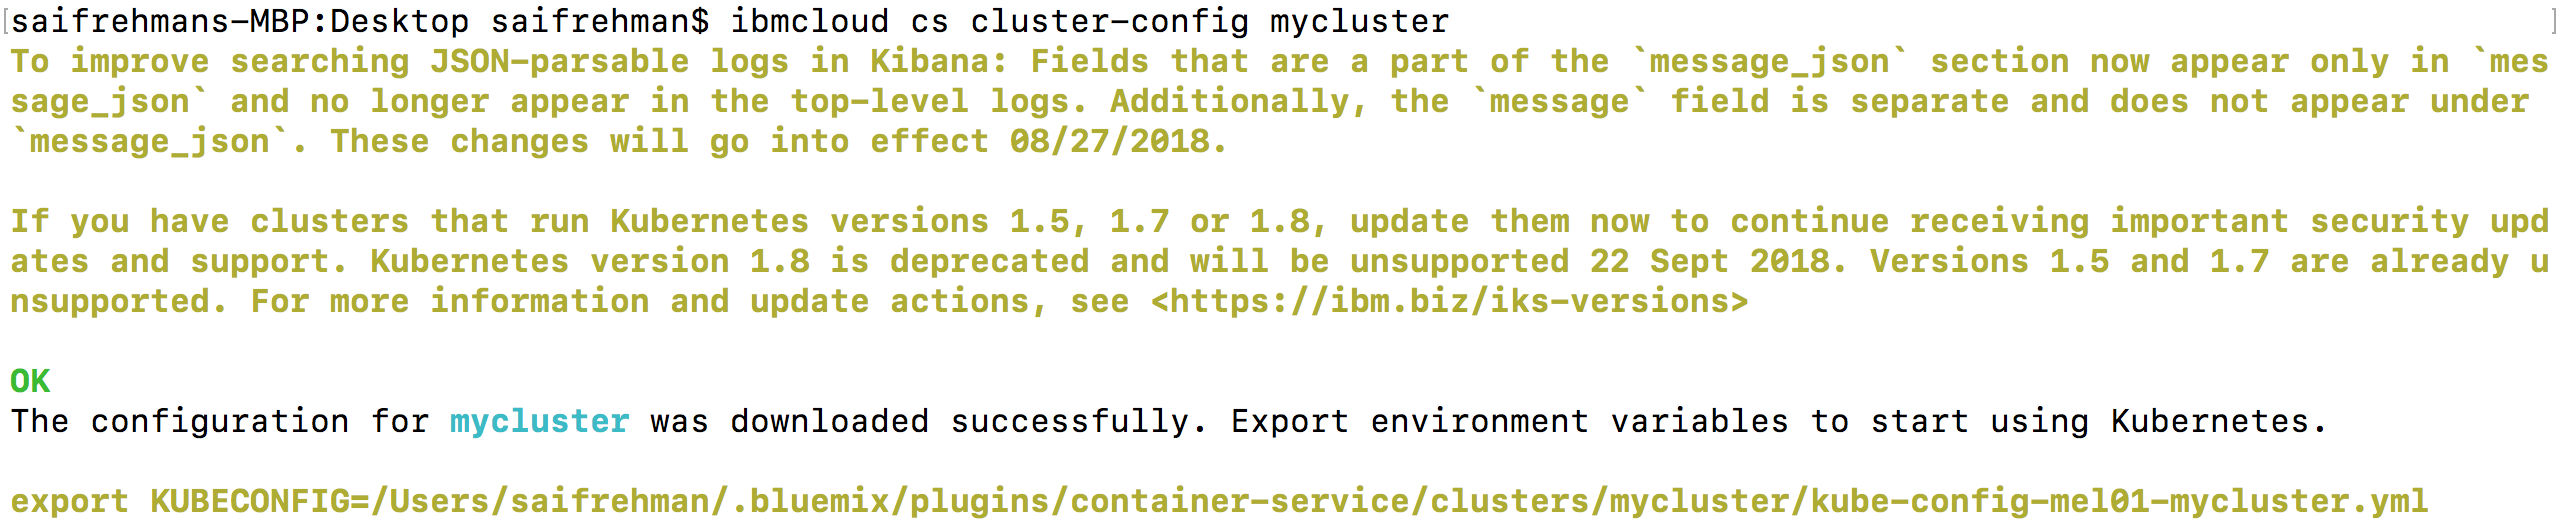 [saifrehmans-MBP:Desktop saifrehman$ ibmcloud cs cluster-config mycluster ]
To improve searching JSON-parsable logs in Kibana: Fields that are a part of the `message_json` section now appear only in `mes
sage_json` and no longer appear in the top-level logs. Additionally, the `message` field is separate and does not appear under
`message_json`. These changes will go into effect 08/27/2018.
If you have clusters that run Kubernetes versions 1.5, 1.7 or 1.8, update them now to continue receiving important security upd
ates and support. Kubernetes version 1.8 is deprecated and will be unsupported 22 Sept 2018. Versions 1.5 and 1.7 are already u
nsupported. For more information and update actions, see <https://ibm.biz/iks-versions>
OK
The configuration for mycluster was downloaded successfully. Export environment variables to start using Kubernetes.
export KUBECONFIG=/Users/saifrehman/.bluemix/plugins/container-service/clusters/mycluster/kube-config-mel01-mycluster.yml